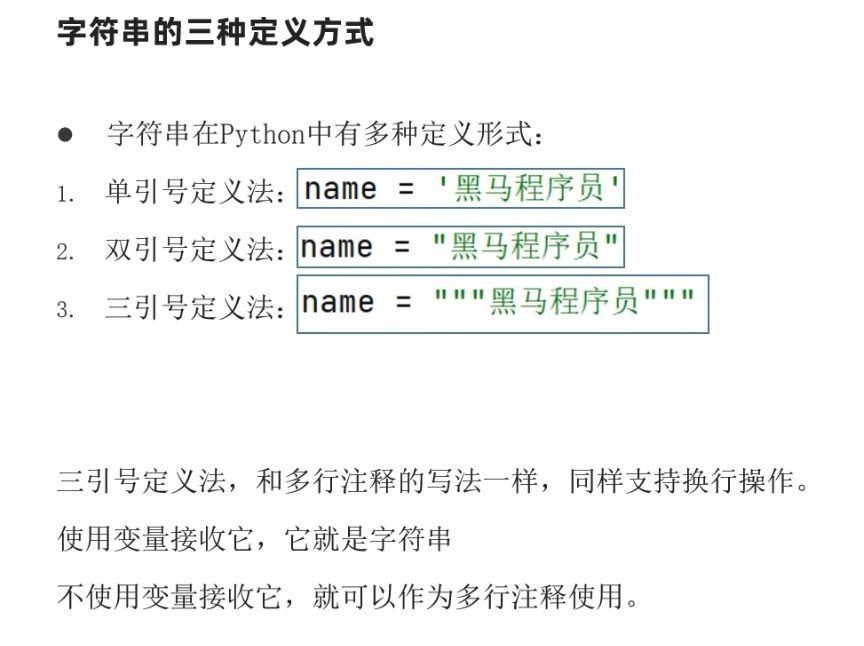 字符串的三种定义方式
● 字符串在Python中有多种定义形式：
1. 单引号定义法：name = '黑马程序员'
2. 双引号定义法：name = "黑马程序员"
3. 三引号定义法：name = """黑马程序员"""
三引号定义法，和多行注释的写法一样，同样支持换行操作。
使用变量接收它，它就是字符串
不使用变量接收它，就可以作为多行注释使用。